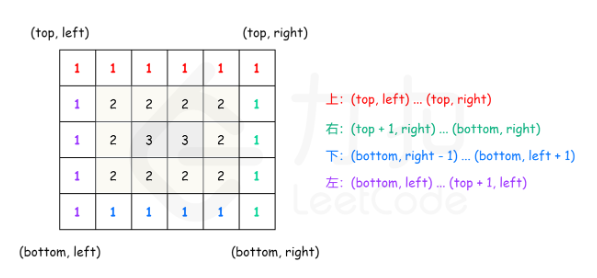 (top, left) (top, right)
1 1 1 1 1 1
1 2 2 2 2 1
1 2 3 3 2 1
1 2 2 2 2 1
1 1 1 1 1 1
(bottom, left) (bottom, right)
上: (top, left) ... (top, right)
右: (top + 1, right) ... (bottom, right)
下: (bottom, right - 1) ... (bottom, left + 1)
左: (bottom, left) ... (top + 1, left)
力扣
LeetCode